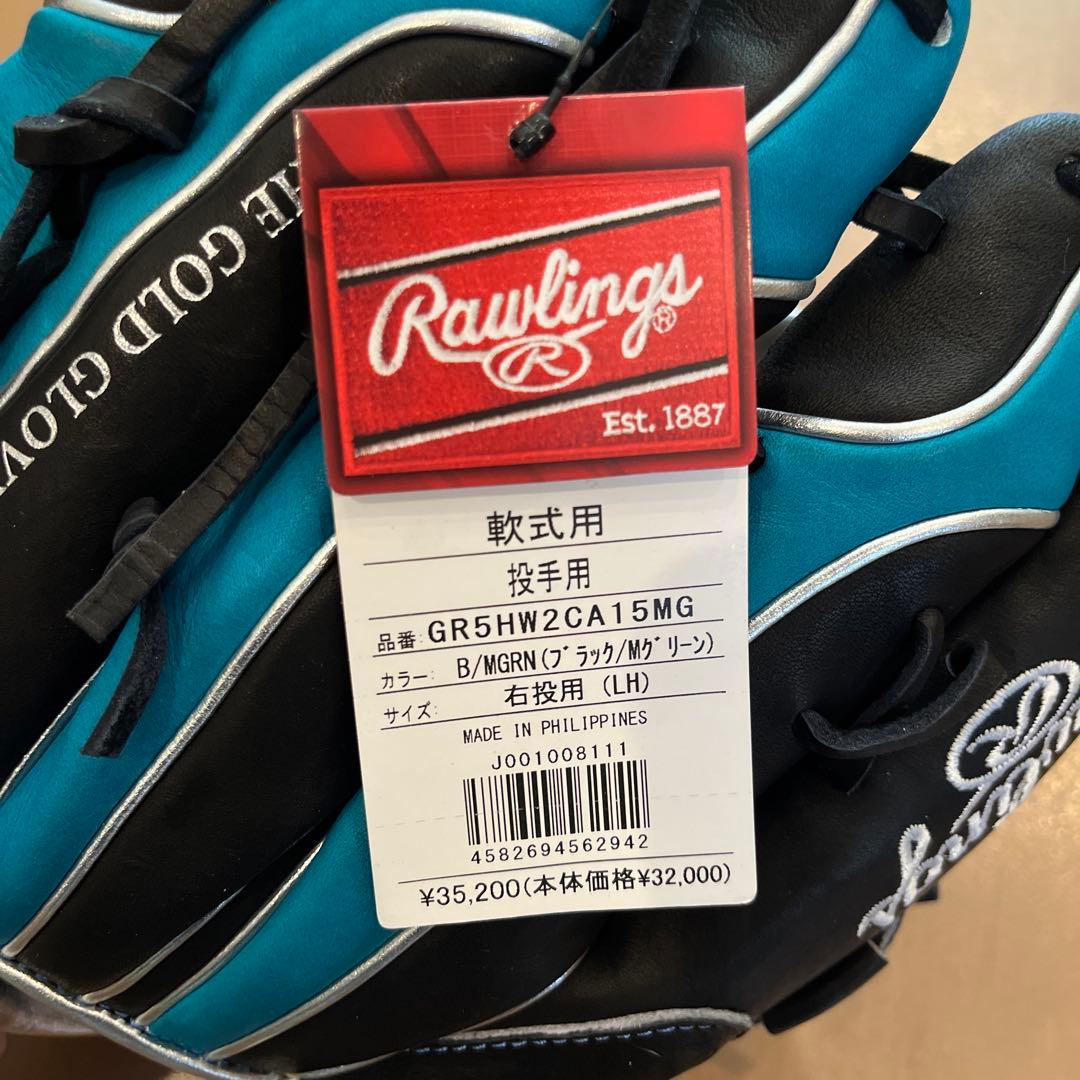 THE GOLD GLOVE
Rawlings®
R
Est. 1887
軟式用
投手用
品番: GR5HW2CA15MG
カラー: B/MGRN(ブラック/Mグリーン)
サイズ: 右投用 (LH)
MADE IN PHILIPPINES
J001008111
4582694562942
¥35,200(本体価格¥32,000)
Rawlings
R